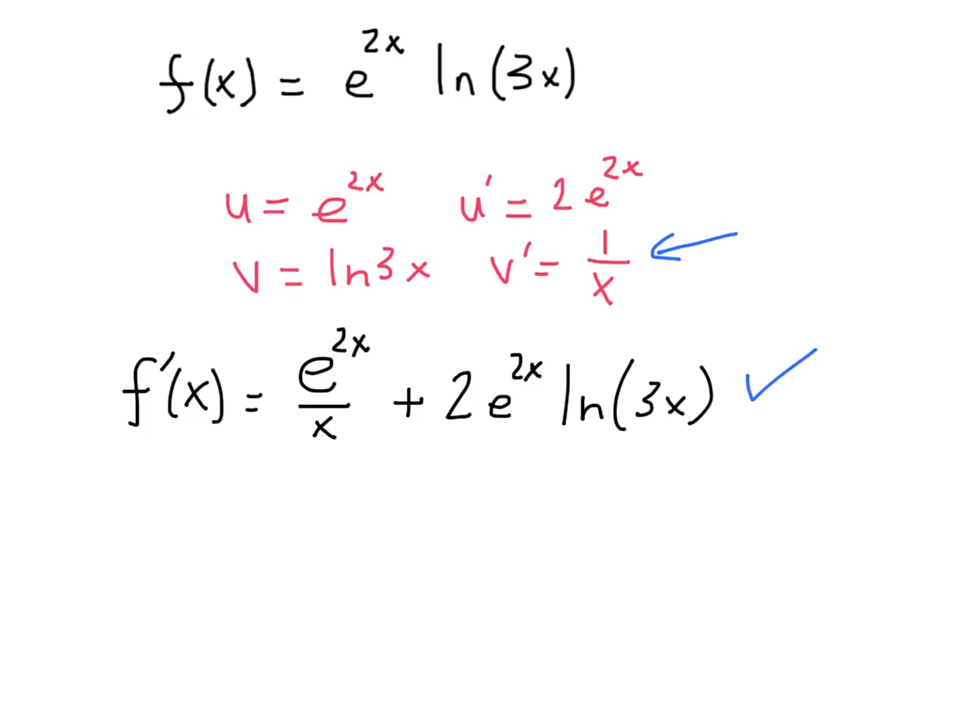 f(x) = e^{2x} ln(3x)
u = e^{2x} u' = 2e^{2x}
v = ln3x v' = 1/x
f'(x) = e^{2x}/x + 2e^{2x} ln(3x)